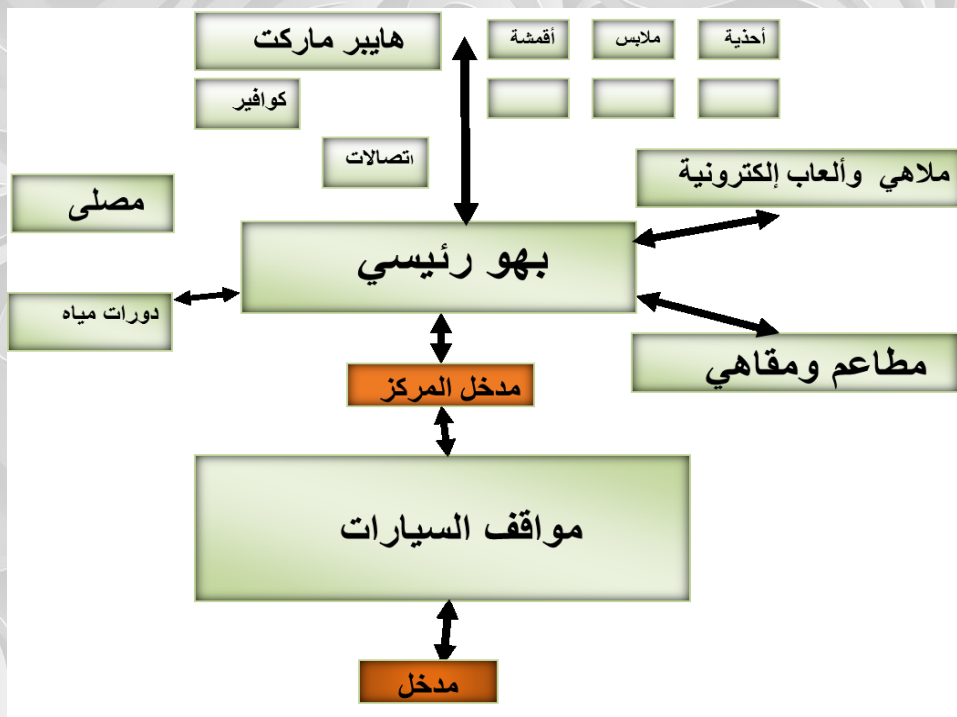 هايبر ماركت
أحذية
ملابس
أقمشة
كوافير
اتصالات
ملاهي وألعاب إلكترونية
مصلى
بهو رئيسي
دورات مياه
مطاعم ومقاهي
مدخل المركز
مواقف السيارات
مدخل